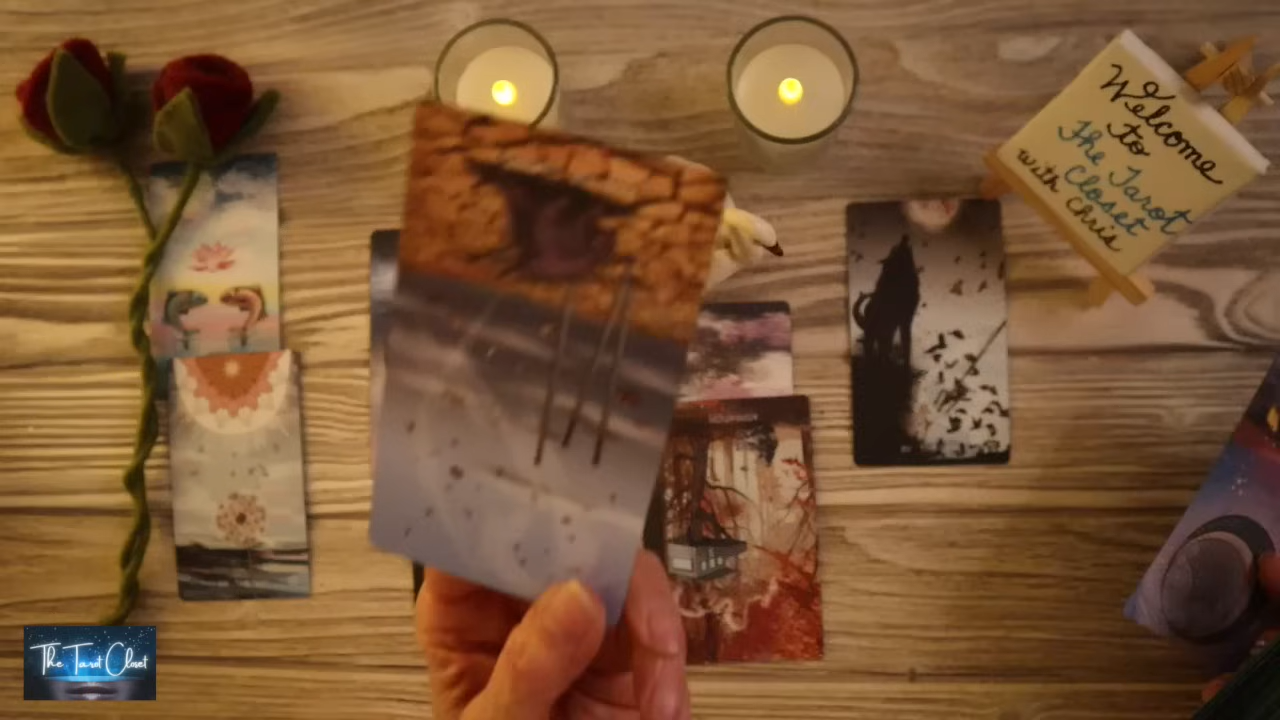 Welcome
to
The Tarot
Closet
with Chris
The Tarot Closet